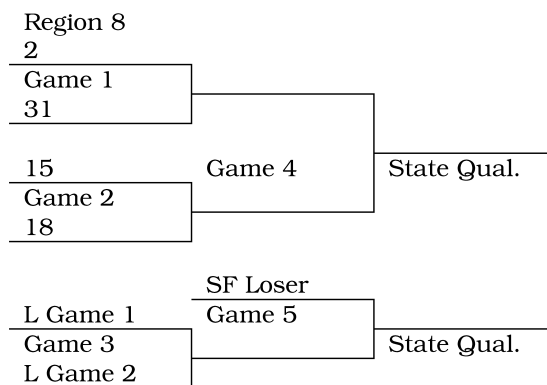 Region 8
2
Game 1
31
15
Game 4
State Qual.
Game 2
18
SF Loser
L Game 1
Game 5
Game 3
State Qual.
L Game 2